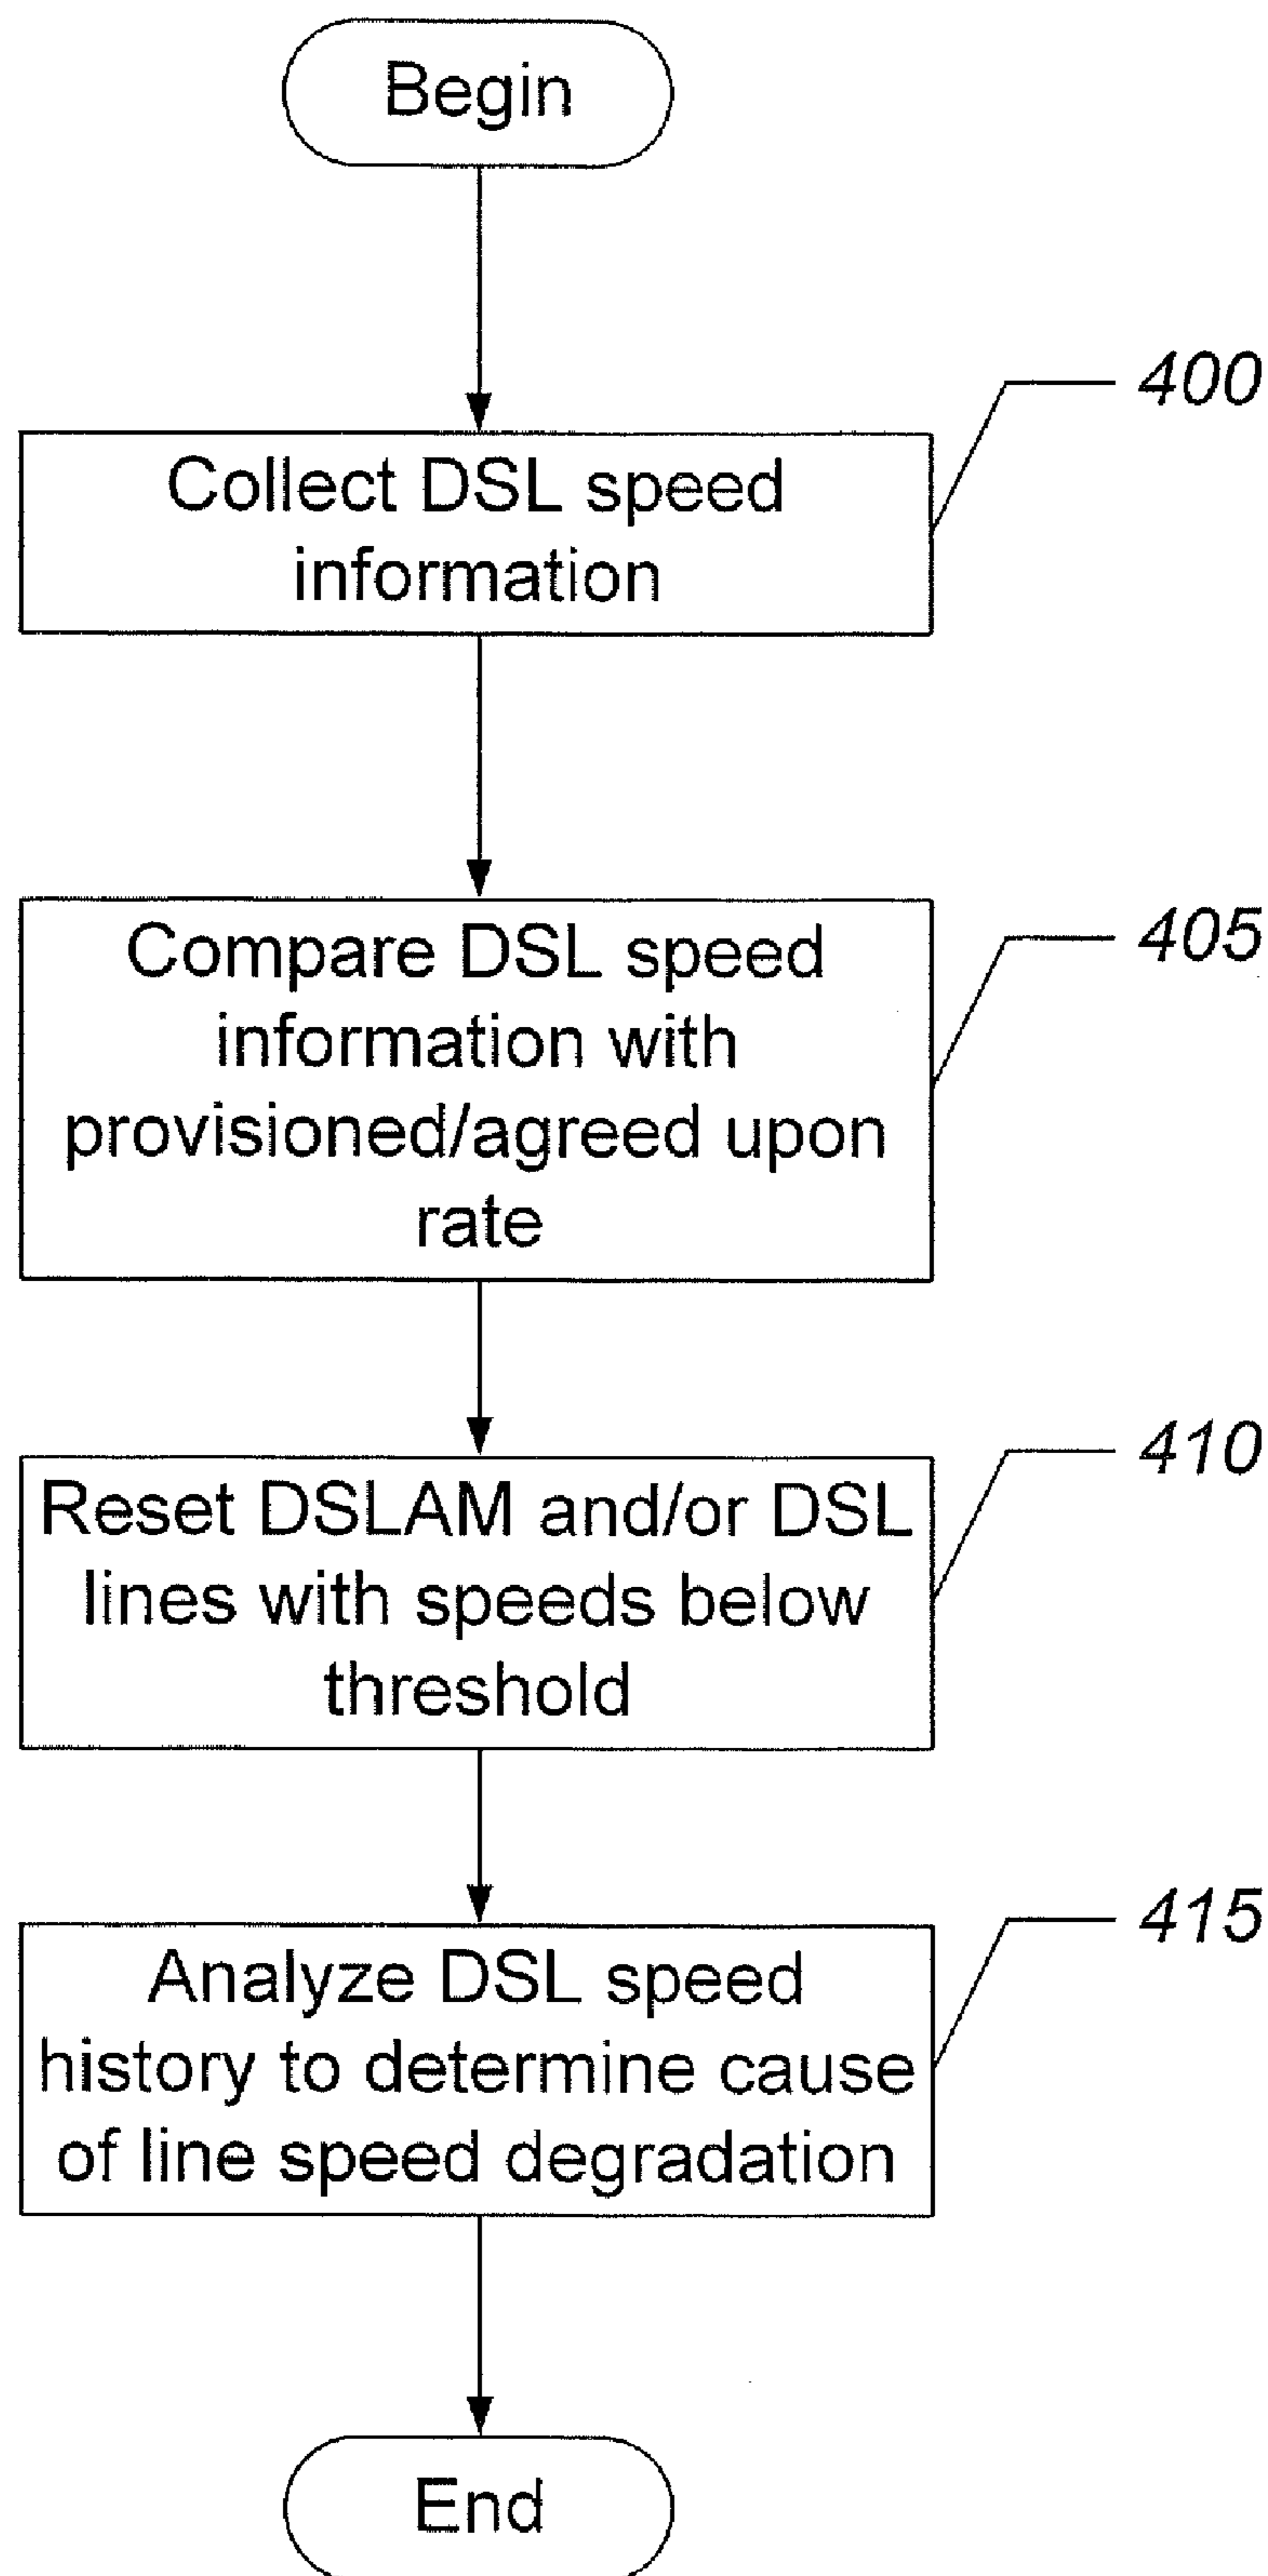 Begin
400
Collect DSL speed
information
405
Compare DSL speed
information with
provisioned/agreed upon
rate
410
Reset DSLAM and/or DSL
lines with speeds below
threshold
415
Analyze DSL speed
history to determine cause
of line speed degradation
End